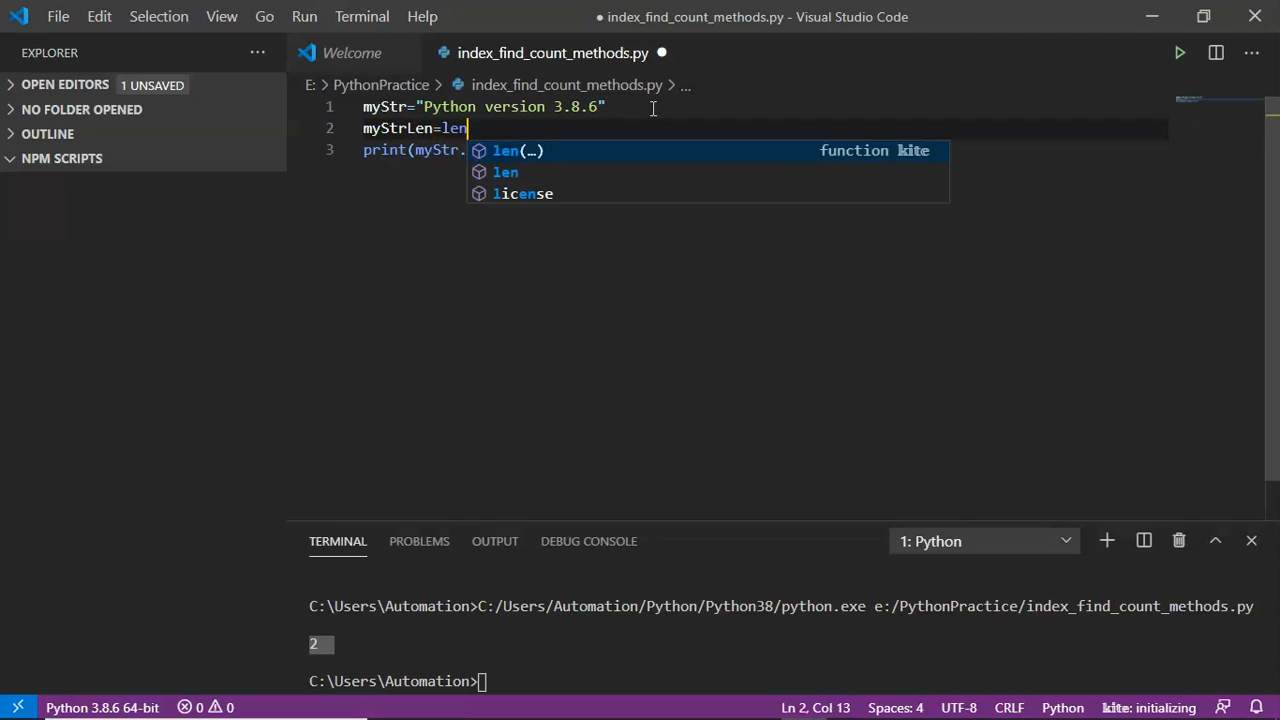 File Edit Selection View Go Run Terminal Help ● index_find_count_methods.py - Visual Studio Code
EXPLORER ··· Welcome index_find_count_methods.py ●
OPEN EDITORS 1 UNSAVED E: > PythonPractice > index_find_count_methods.py > ...
NO FOLDER OPENED
OUTLINE
NPM SCRIPTS
1 myStr="Python version 3.8.6"
2 myStrLen=len
3 print(myStr.
len(…) function kite
len
license
TERMINAL PROBLEMS OUTPUT DEBUG CONSOLE 1: Python
C:\Users\Automation>C:/Users/Automation/Python/Python38/python.exe e:/PythonPractice/index_find_count_methods.py
2
C:\Users\Automation>
Python 3.8.6 64-bit 0 0 Ln 2, Col 13 Spaces: 4 UTF-8 CRLF Python kite: initializing